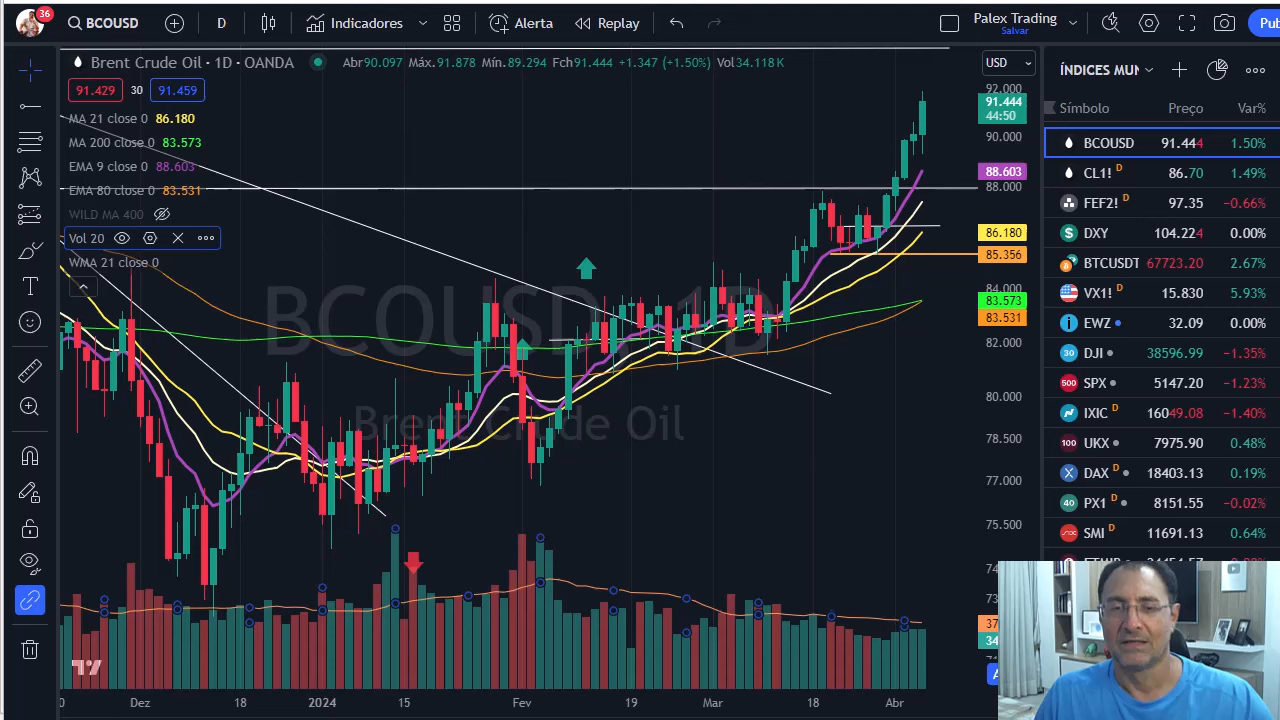 36
BCOUSD
D
Indicadores
Alerta
Replay
Palex Trading
Salvar
Pub
Brent Crude Oil · 1D · OANDA
Abr90.097 Máx.91.878 Mín.89.294 Fch91.444 +1.347 (+1.50%) Vol34.118K
91.429 30 91.459
MA 21 close 0 86.180
MA 200 close 0 83.573
EMA 9 close 0 88.603
EMA 80 close 0 83.531
WILD MA 400
Vol 20
WMA 21 close 0
BCOUSD, 1D
Brent Crude Oil
USD
92.000
91.444
44:50
90.000
88.603
88.000
86.180
85.356
84.000
83.573
83.531
82.000
80.000
78.500
77.000
75.500
74
73
37
34
Dez 18 2024 15 Fev 19 Mar 18 Abr
ÍNDICES MUN
Símbolo Preço Var%
BCOUSD 91.444 1.50%
CL1! D 86.70 1.49%
FEF2! D 97.35 −0.66%
DXY 104.224 0.00%
BTCUSDT 67723.20 2.67%
VX1! D 15.830 5.93%
EWZ 32.09 0.00%
30 DJI 38596.99 −1.35%
500 SPX 5147.20 −1.23%
IXIC D 16049.08 −1.40%
100 UKX 7975.90 0.48%
X DAX D 18403.13 0.19%
40 PX1 D 8151.55 −0.02%
SMI D 11691.13 0.64%